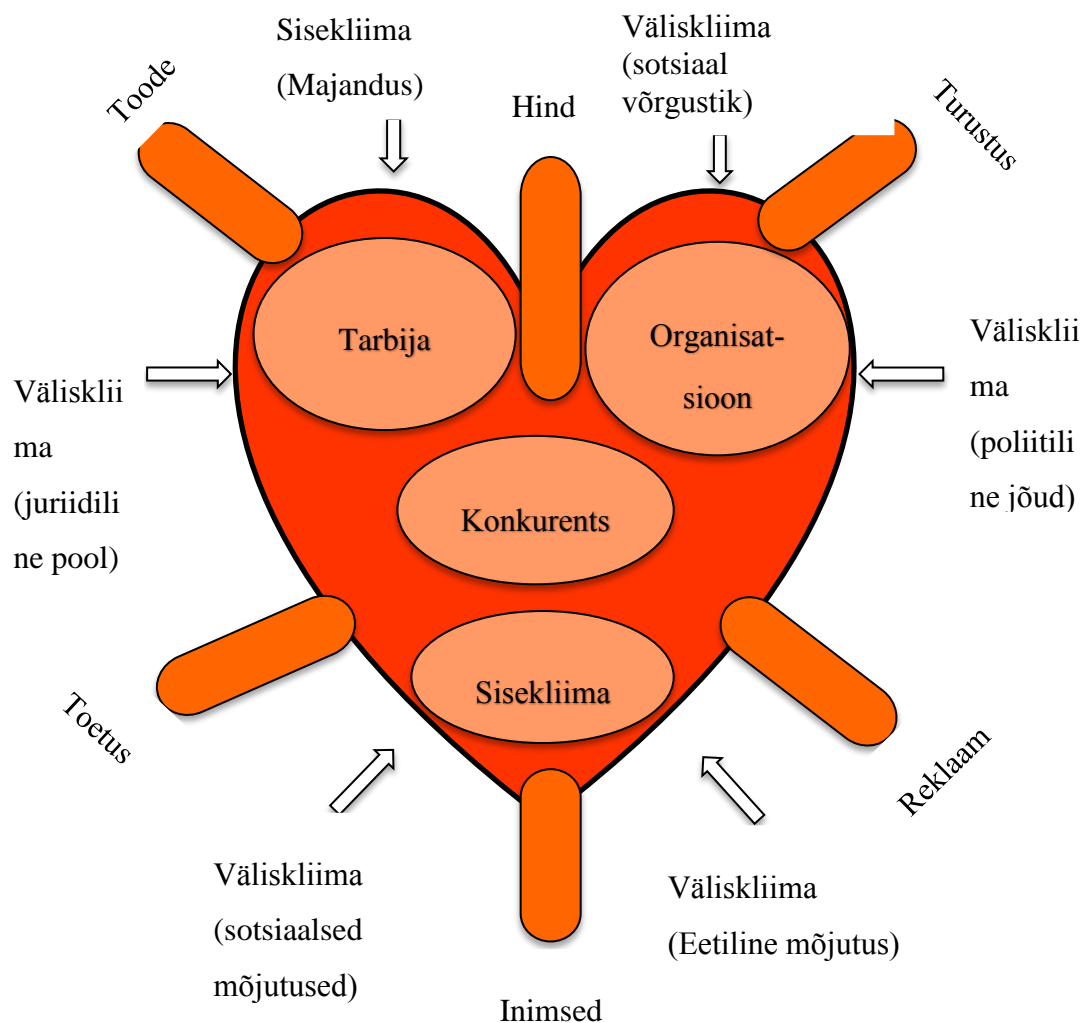 Sisekliima
(Majandus)
Väliskliima
(sotsiaal
võrgustik)
Toode
Hind
Turustus
Tarbija
Organisat-
sioon
Välisklii
ma
(juriidili
ne pool)
Välisklii
ma
(poliitili
ne jõud)
Konkurents
Sisekliima
Toetus
Reklaam
Väliskliima
(sotsiaalsed
mõjutused)
Väliskliima
(Eetiline mõjutus)
Inimsed